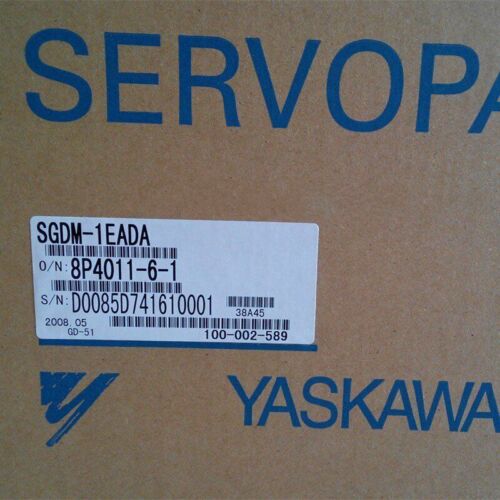 SERVOPA
SGDM-1EADA
O/N: 8P4011-6-1
S/N: D0085D741610001
38A45
2008.05
GD-51
100-002-589
YASKAWA